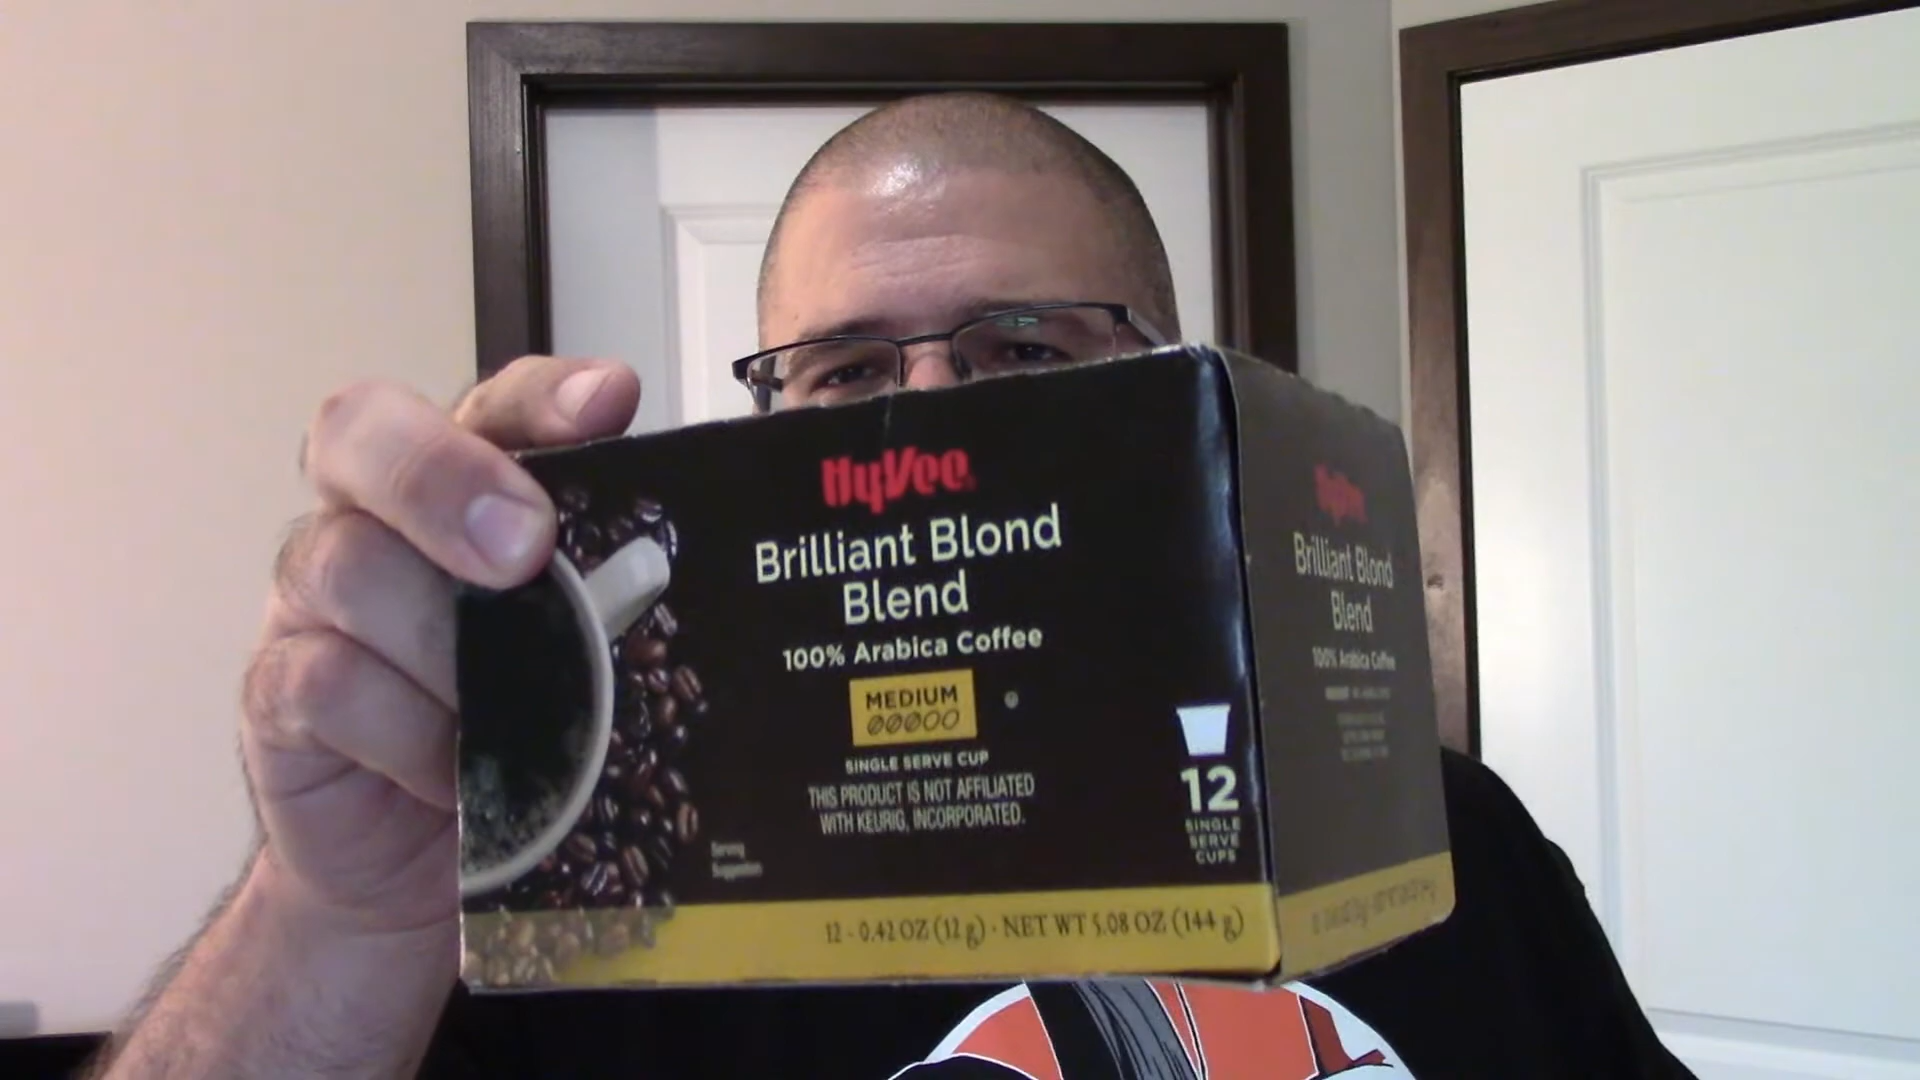 HyVee
Brilliant Blond
Blend
100% Arabica Coffee
MEDIUM
SINGLE SERVE CUP
THIS PRODUCT IS NOT AFFILIATED
WITH KEURIG, INCORPORATED.
Serving
Suggestion
12
SINGLE
SERVE
CUPS
12 - 0.42 OZ (12 g) · NET WT 5.08 OZ (144 g)
HyVee
Brilliant Blond
Blend
100% Arabica Coffee